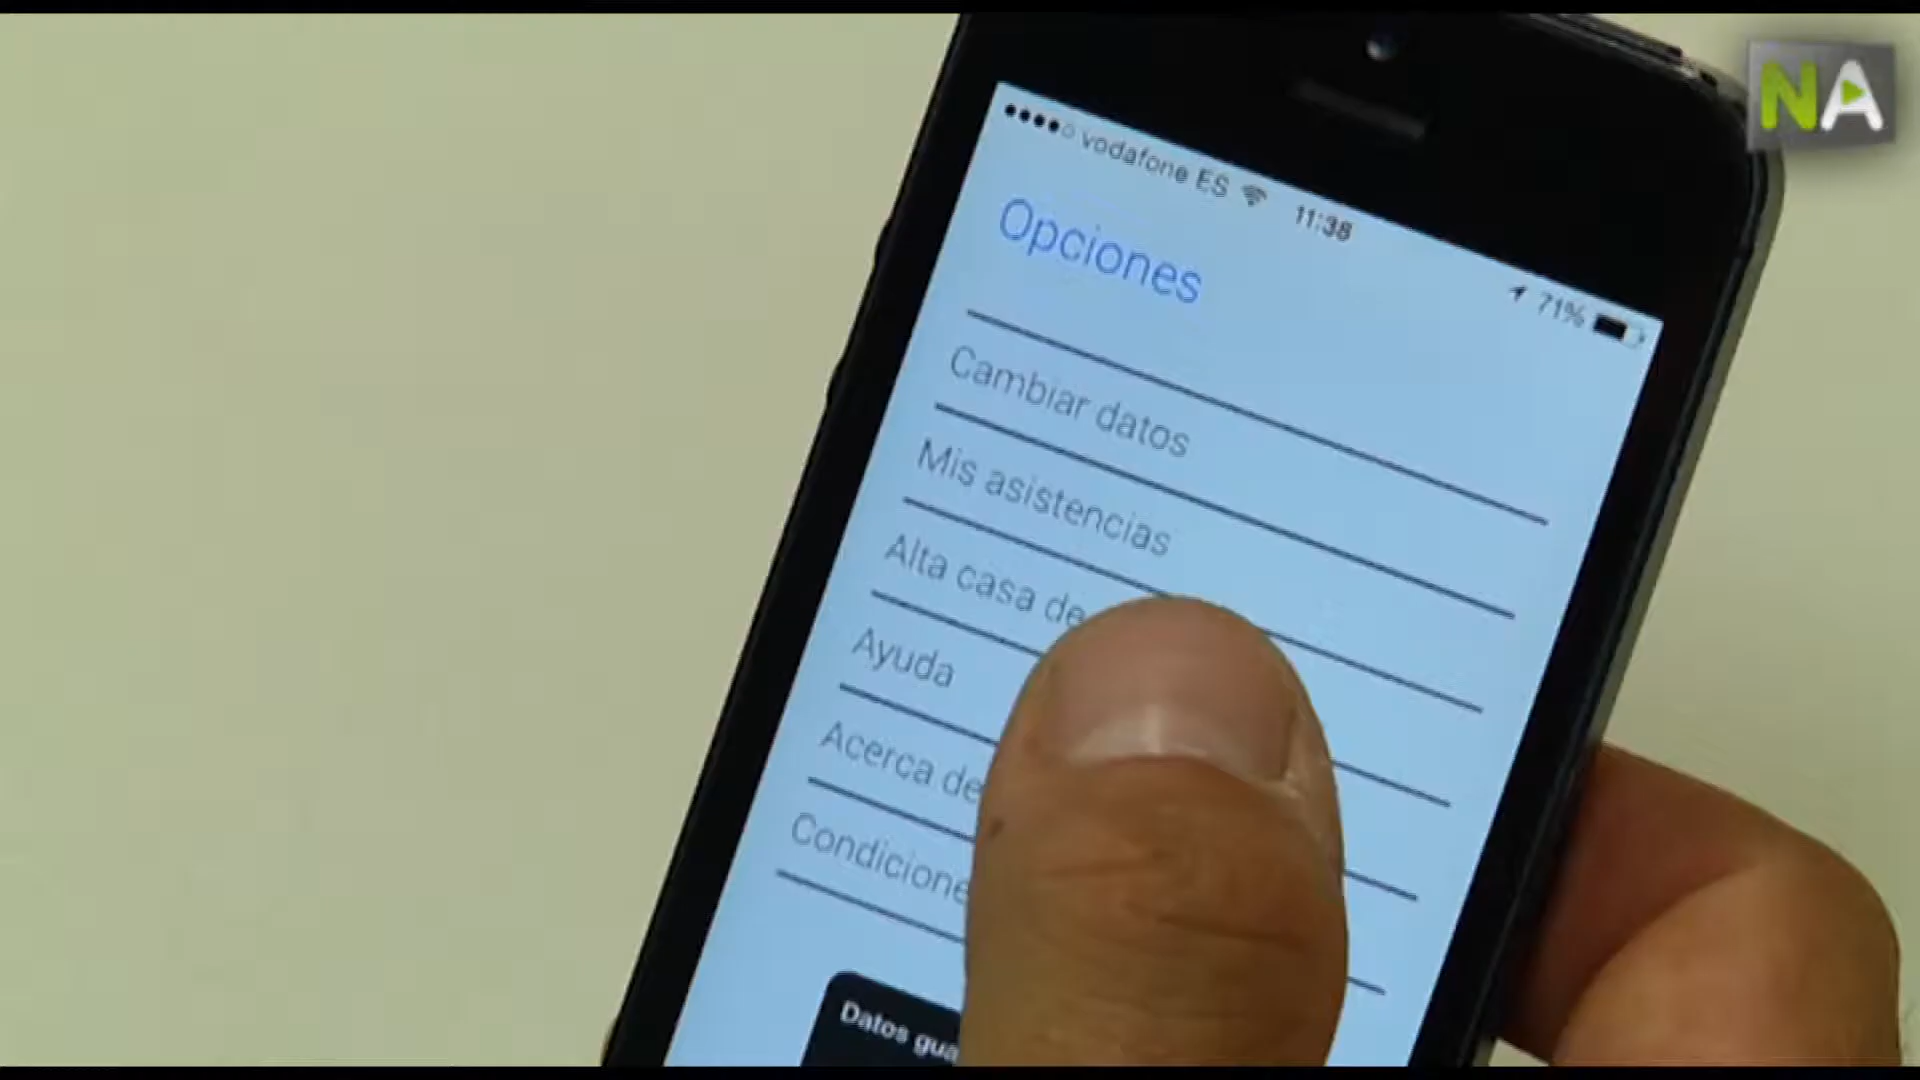 NA
vodafone ES 11:38 71%
Opciones
Cambiar datos
Mis asistencias
Alta casa de
Ayuda
Acerca de
Condicione
Datos gua